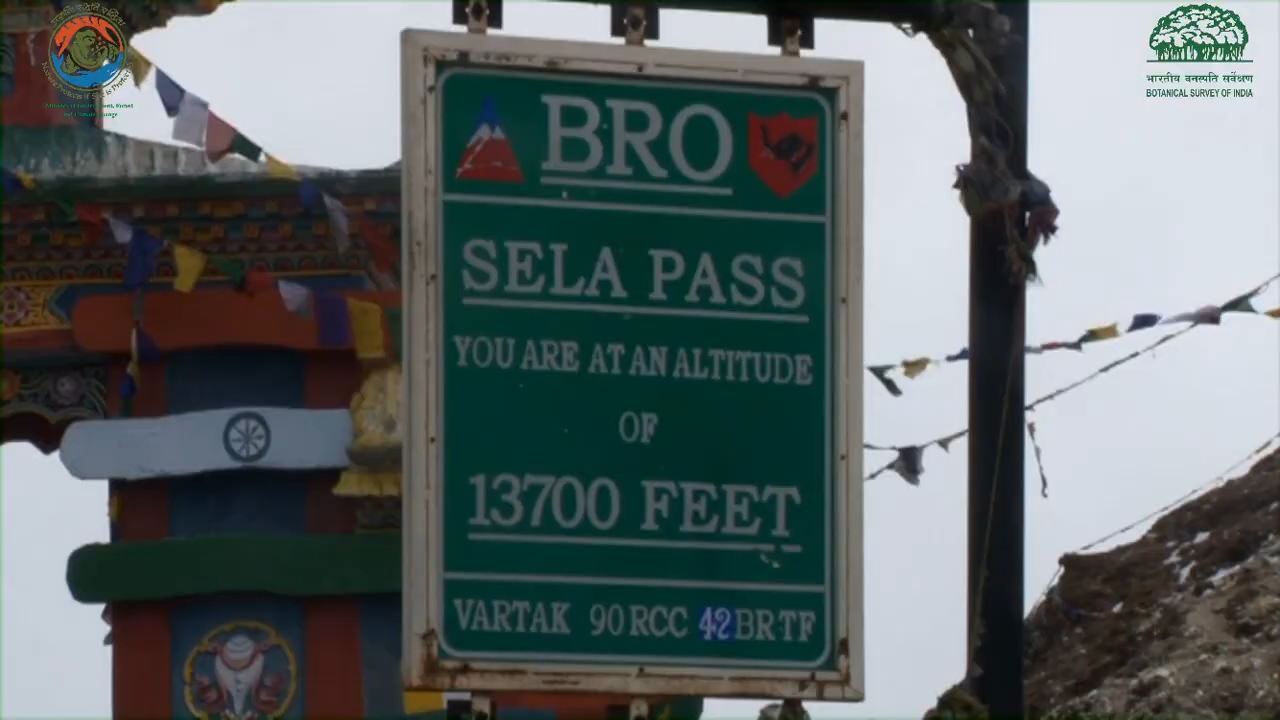 भारतीय वनस्पति सर्वेक्षण
BOTANICAL SURVEY OF INDIA
BRO
SELA PASS
YOU ARE AT AN ALTITUDE
OF
13700 FEET
VARTAK 90 RCC 42 BRTF